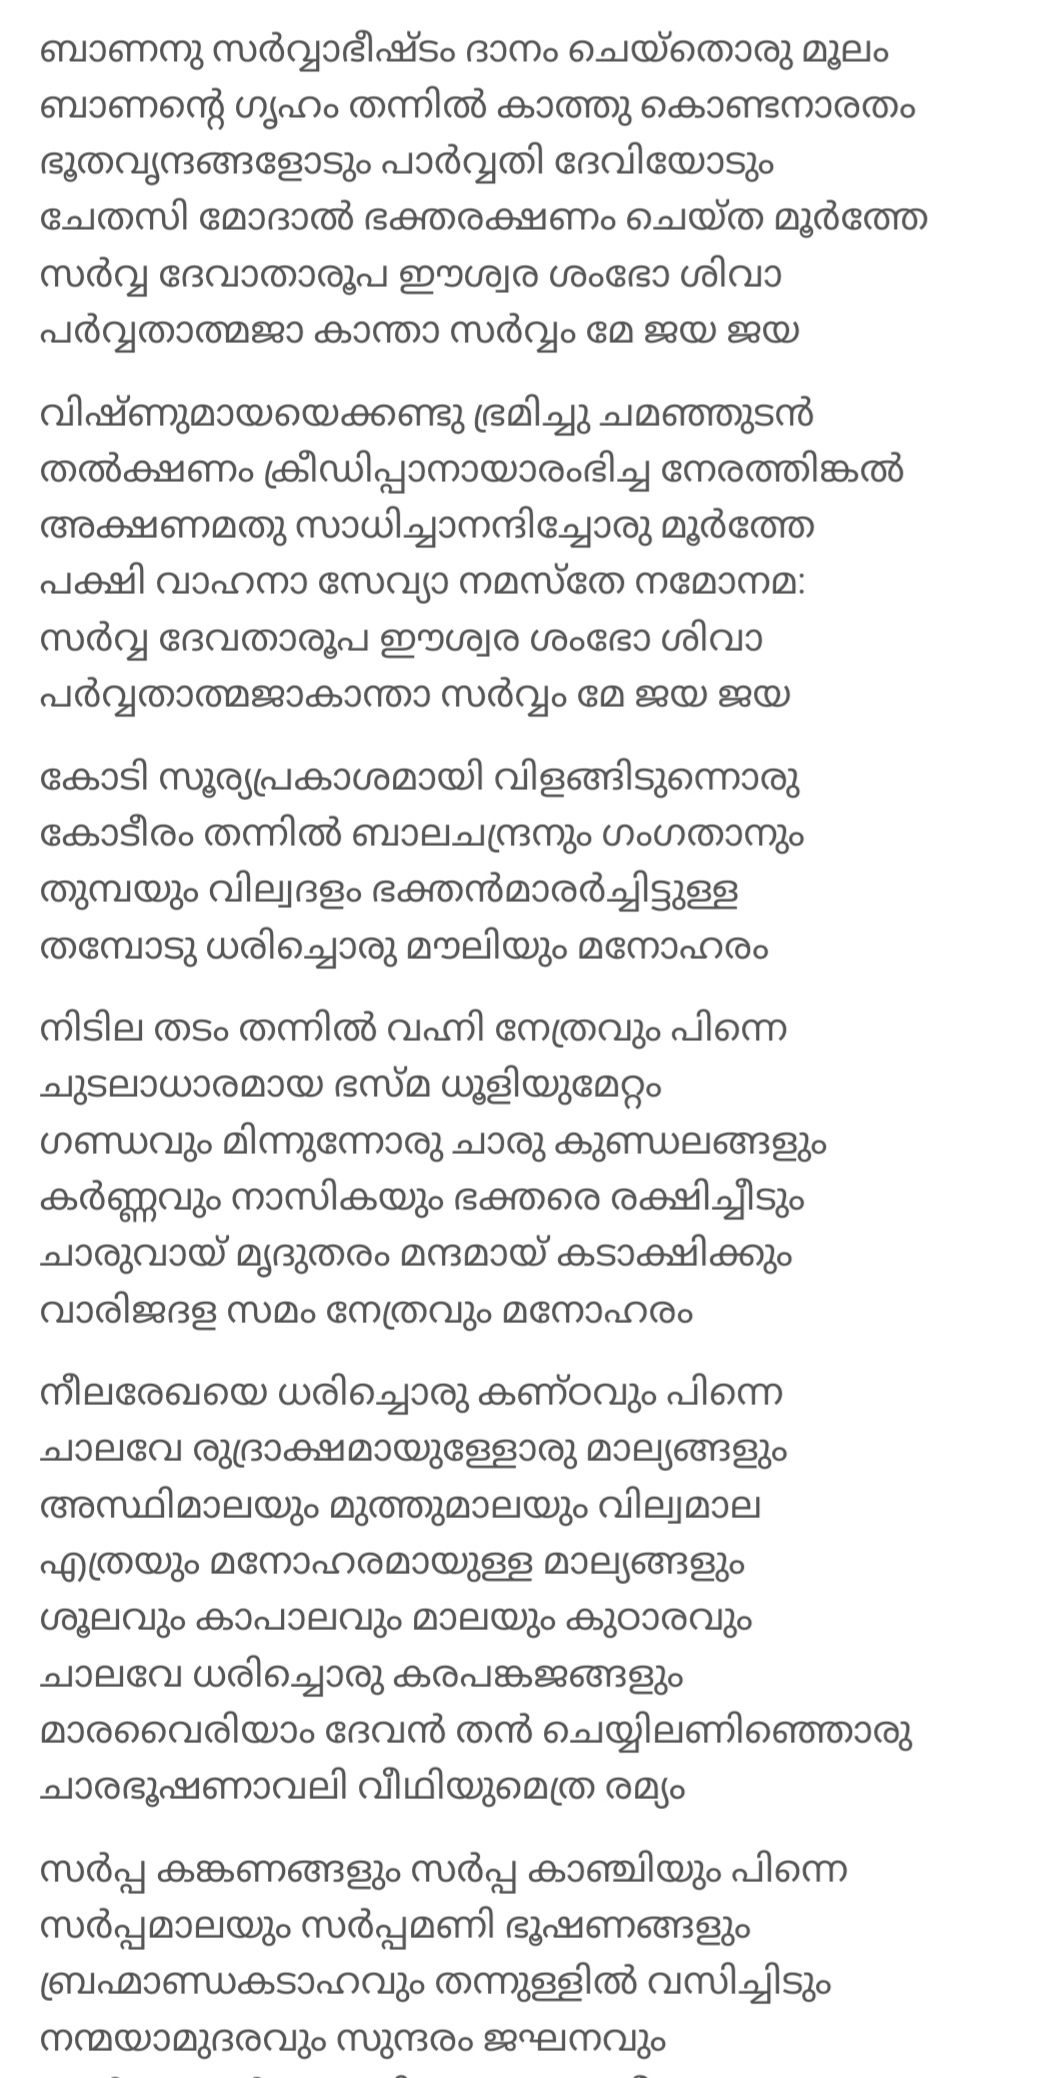 ബാണനു സർവ്വാഭീഷ്ടം ദാനം ചെയ്തൊരു മൂലം
ബാണന്റെ ഗൃഹം തന്നിൽ കാത്തു കൊണ്ടനാരതം
ഭൂതവൃന്ദങ്ങളോടും പാർവ്വതി ദേവിയോടും
ചേതസി മോദാൽ ഭക്തരക്ഷണം ചെയ്ത മൂർത്തേ
സർവ്വ ദേവാതാരൂപ ഈശ്വര ശംഭോ ശിവാ
പർവ്വതാത്മജാ കാന്താ സർവ്വം മേ ജയ ജയ
വിഷ്ണുമായയെക്കണ്ടു ഭ്രമിച്ചു ചമഞ്ഞുടൻ
തൽക്ഷണം ക്രീഡിപ്പാനായാരംഭിച്ച നേരത്തിങ്കൽ
അക്ഷണമതു സാധിച്ചാനന്ദിച്ചോരു മൂർത്തേ
പക്ഷി വാഹനാ സേവ്യാ നമസ്തേ നമോനമ:
സർവ്വ ദേവതാരൂപ ഈശ്വര ശംഭോ ശിവാ
പർവ്വതാത്മജാകാന്താ സർവ്വം മേ ജയ ജയ
കോടി സൂര്യപ്രകാശമായി വിളങ്ങിടുന്നൊരു
കോടീരം തന്നിൽ ബാലചന്ദ്രനും ഗംഗതാനും
തുമ്പയും വില്വദളം ഭക്തൻമാരർച്ചിട്ടുള്ള
തമ്പോടു ധരിച്ചൊരു മൗലിയും മനോഹരം
നിടില തടം തന്നിൽ വഹ്നി നേത്രവും പിന്നെ
ചുടലാധാരമായ ഭസ്മ ധൂളിയുമേറ്റം
ഗണ്ഡവും മിന്നുന്നോരു ചാരു കുണ്ഡലങ്ങളും
കർണ്ണവും നാസികയും ഭക്തരെ രക്ഷിച്ചീടും
ചാരുവായ് മൃദുതരം മന്ദമായ് കടാക്ഷിക്കും
വാരിജദള സമം നേത്രവും മനോഹരം
നീലരേഖയെ ധരിച്ചൊരു കണ്ഠവും പിന്നെ
ചാലവേ രുദ്രാക്ഷമായുള്ളോരു മാല്യങ്ങളും
അസ്ഥിമാലയും മുത്തുമാലയും വില്വമാല
എത്രയും മനോഹരമായുള്ള മാല്യങ്ങളും
ശൂലവും കാപാലവും മാലയും കുഠാരവും
ചാലവേ ധരിച്ചൊരു കരപങ്കജങ്ങളും
മാരവൈരിയാം ദേവൻ തൻ ചെയ്യിലണിഞ്ഞൊരു
ചാരഭൂഷണാവലി വീഥിയുമെത്ര രമ്യം
സർപ്പ കങ്കണങ്ങളും സർപ്പ കാഞ്ചിയും പിന്നെ
സർപ്പമാലയും സർപ്പമണി ഭൂഷണങ്ങളും
ബ്രഹ്മാണ്ഡകടാഹവും തന്നുള്ളിൽ വസിച്ചിടും
നന്മയാമുദരവും സുന്ദരം ജഘനവും